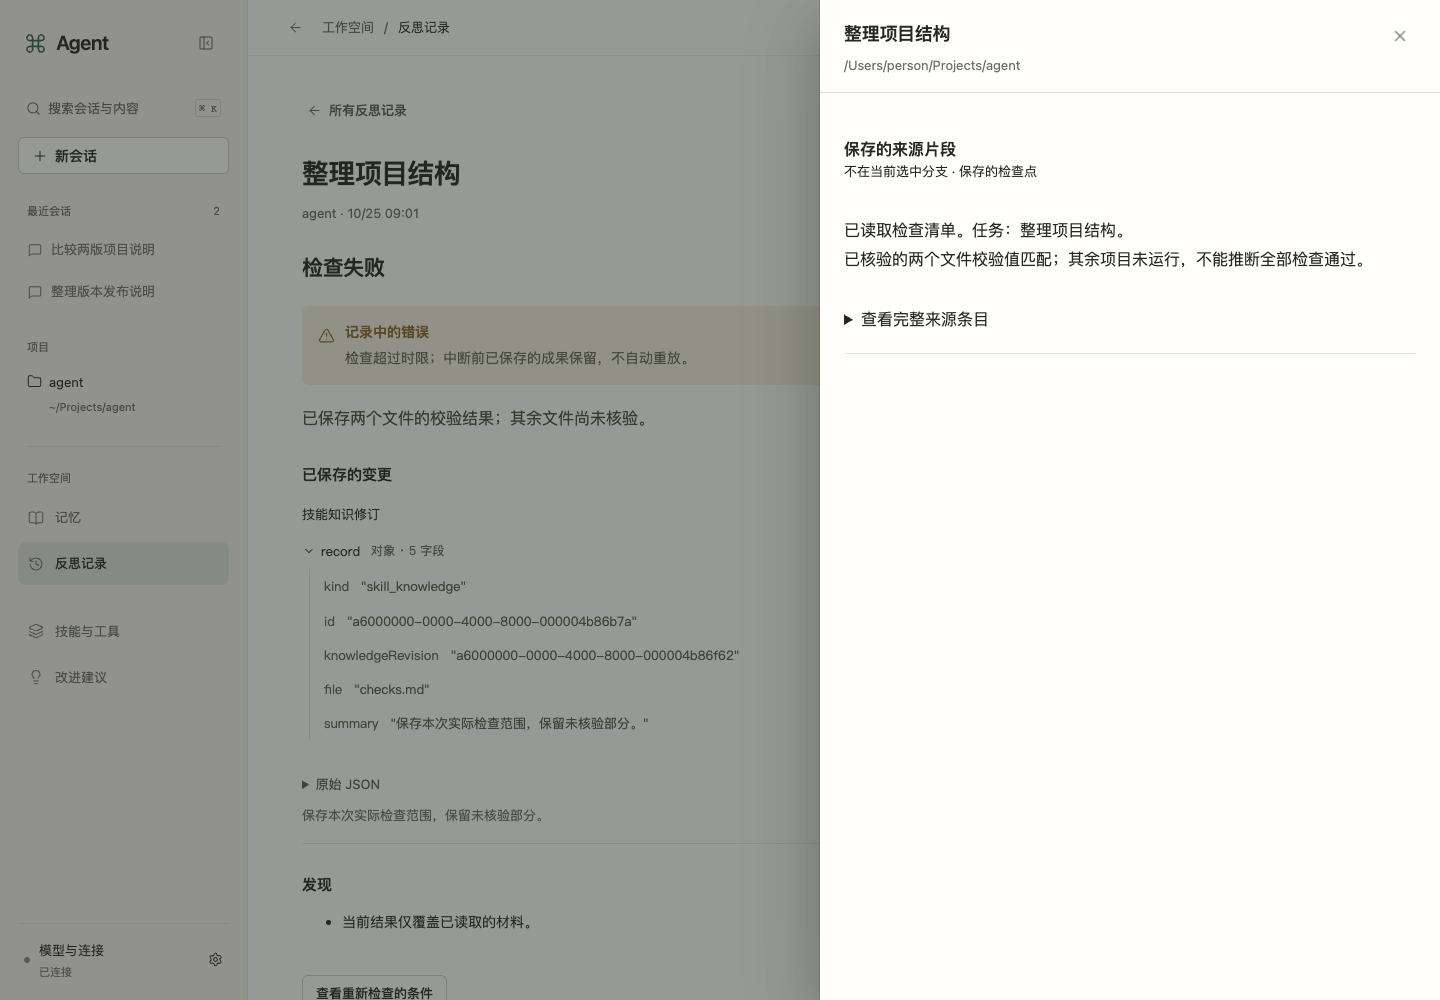 Agent
搜索会话与内容
⌘ K
新会话
最近会话 2
比较两版项目说明
整理版本发布说明
项目
agent
~/Projects/agent
工作空间
记忆
反思记录
技能与工具
改进建议
模型与连接
已连接
工作空间 / 反思记录
所有反思记录
整理项目结构
agent · 10/25 09:01
检查失败
记录中的错误
检查超过时限；中断前已保存的成果保留，不自动重放。
已保存两个文件的校验结果；其余文件尚未核验。
已保存的变更
技能知识修订
record 对象 · 5 字段
kind "skill_knowledge"
id "a6000000-0000-4000-8000-000004b86b7a"
knowledgeRevision "a6000000-0000-4000-8000-000004b86f62"
file "checks.md"
summary "保存本次实际检查范围，保留未核验部分。"
原始 JSON
保存本次实际检查范围，保留未核验部分。
发现
当前结果仅覆盖已读取的材料。
查看重新检查的条件
整理项目结构
/Users/person/Projects/agent
保存的来源片段
不在当前选中分支 · 保存的检查点
已读取检查清单。任务：整理项目结构。
已核验的两个文件校验值匹配；其余项目未运行，不能推断全部检查通过。
查看完整来源条目